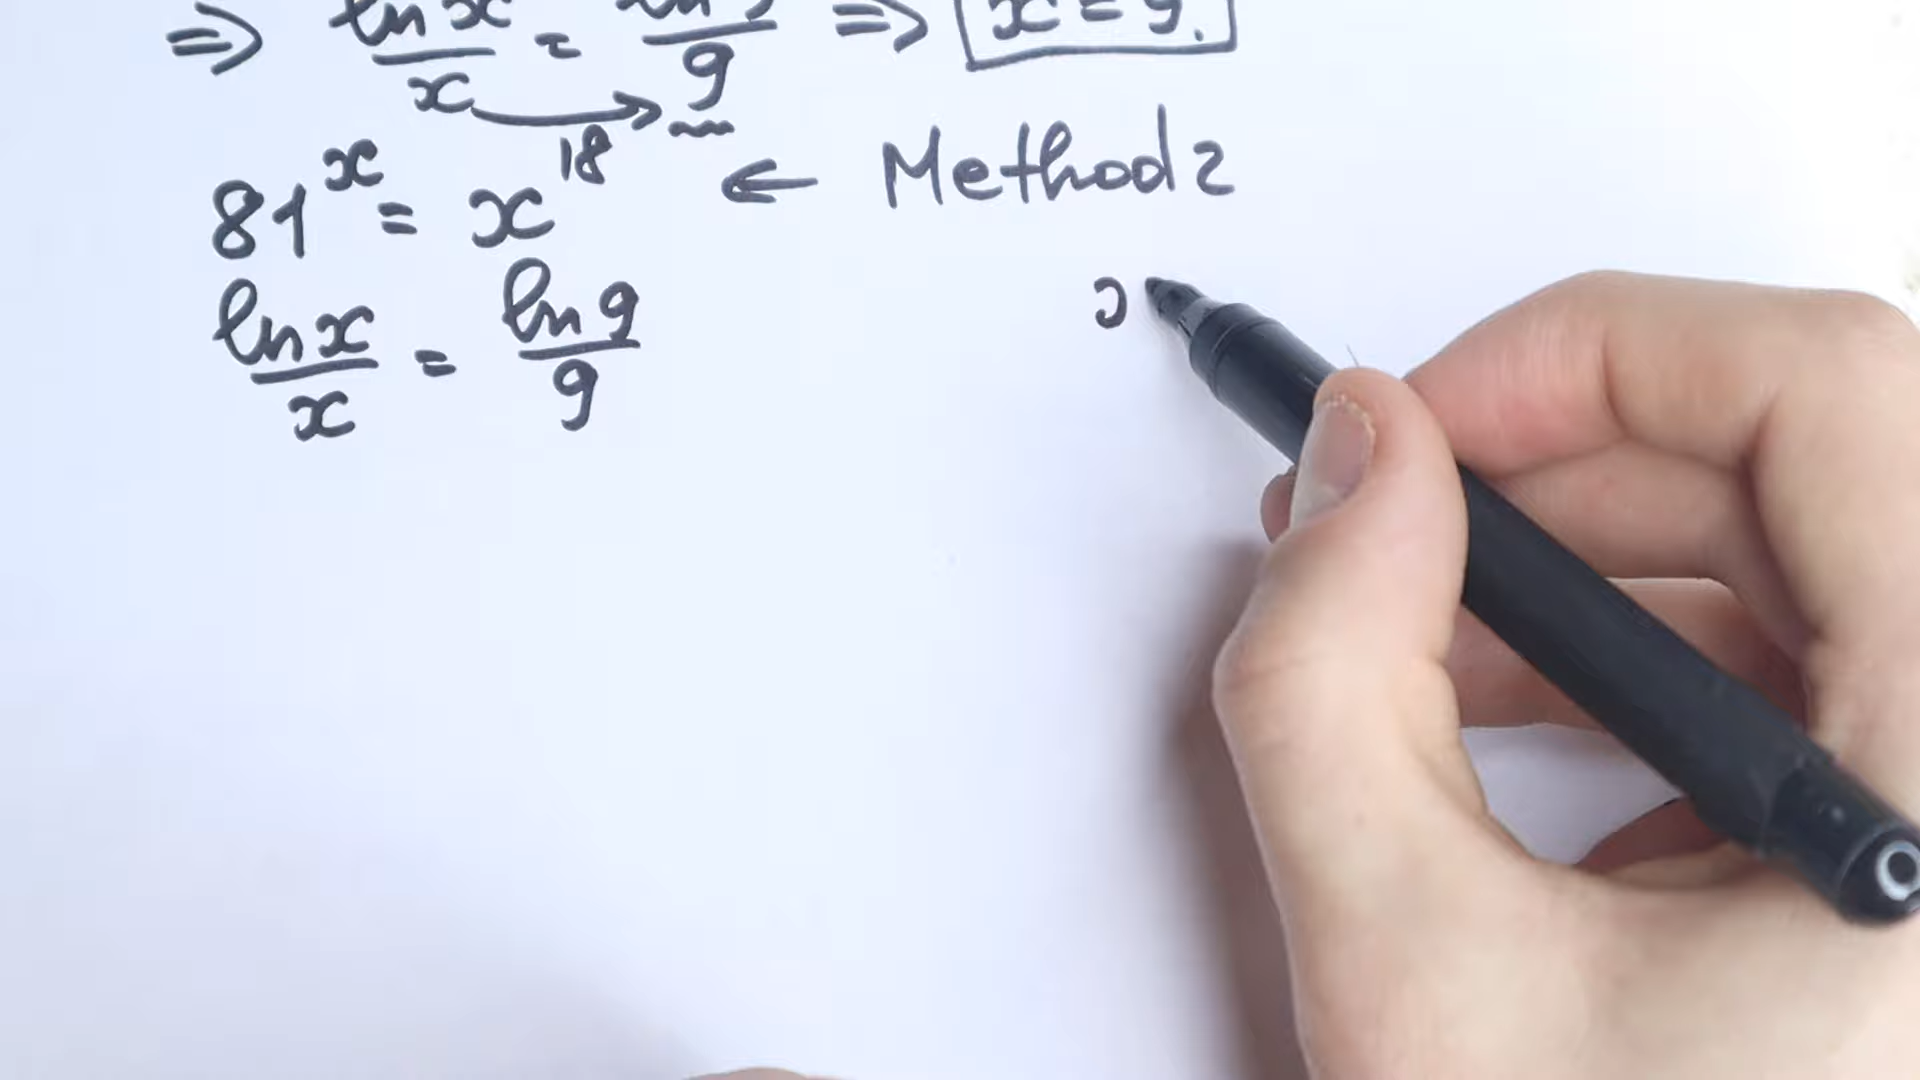 ⇒ ln x / x = ln 9 / 9 ⇒ x = 9.
81^x = x^18 ← Method 2
ln x / x = ln 9 / 9